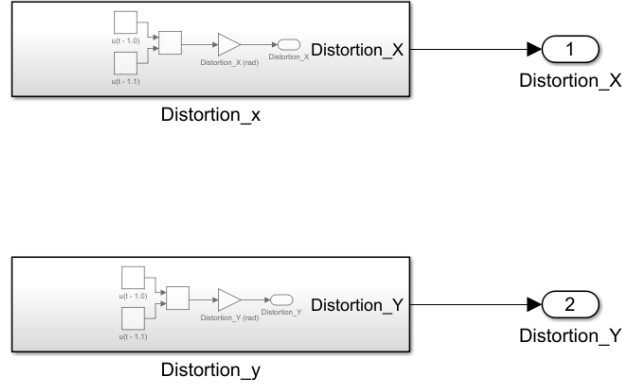 u(t - 1.0)
u(t - 1.1)
Distortion_X (rad)
Distortion_X
Distortion_X
1
Distortion_X
Distortion_x
u(t - 1.0)
u(t - 1.1)
Distortion_Y (rad)
Distortion_Y
Distortion_Y
2
Distortion_Y
Distortion_y